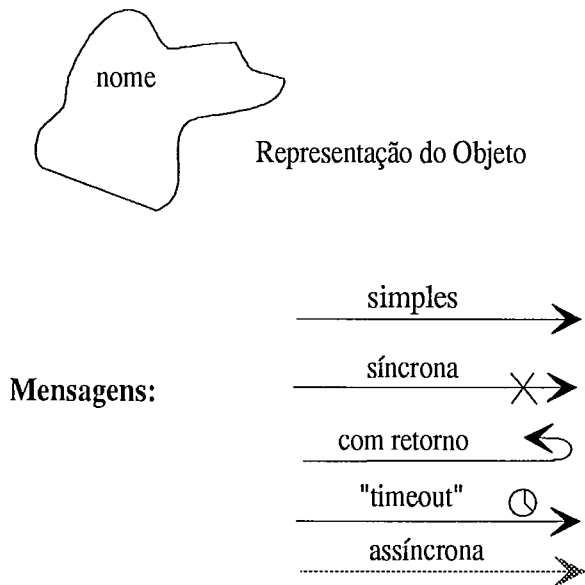 nome
Representação do Objeto
simples
síncrona
Mensagens:
com retorno
"timeout"
assíncrona